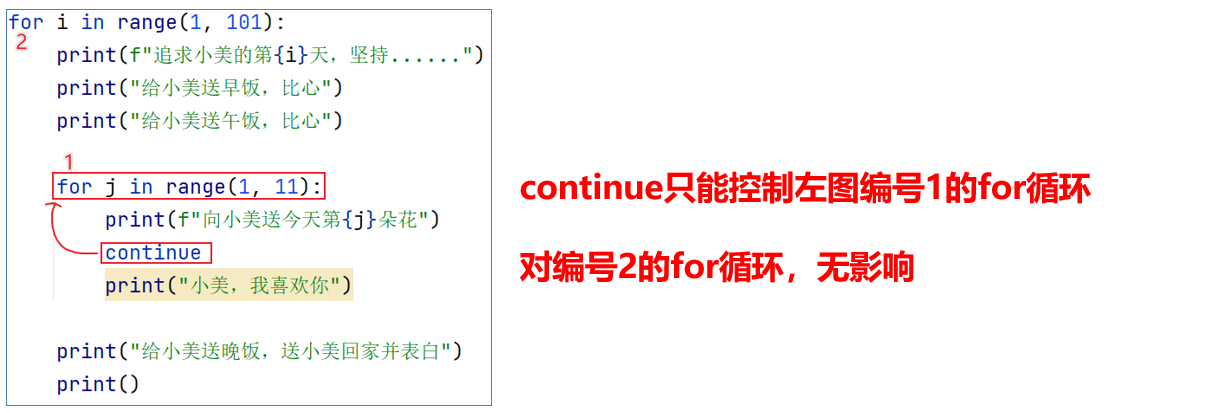 for i in range(1, 101):
2
    print(f"追求小美的第{i}天，坚持......")
    print("给小美送早饭，比心")
    print("给小美送午饭，比心")
1
    for j in range(1, 11):
        print(f"向小美送今天第{j}朵花")
        continue
        print("小美，我喜欢你")
    print("给小美送晚饭，送小美回家并表白")
    print()
continue只能控制左图编号1的for循环
对编号2的for循环，无影响